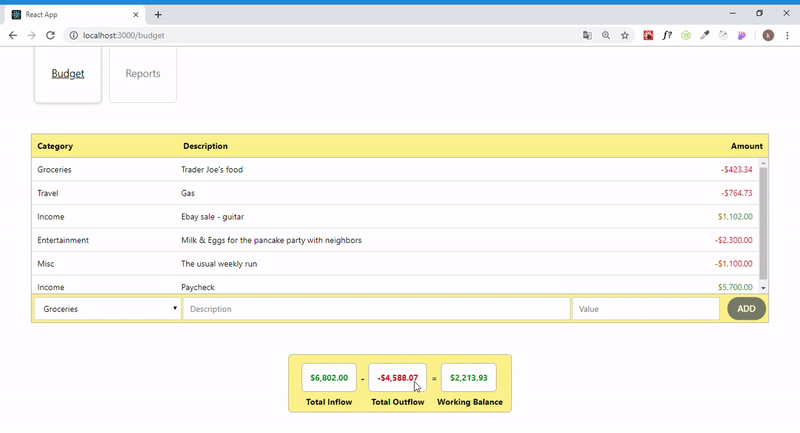 React App
localhost:3000/budget
Budget Reports
Category Description Amount
Groceries Trader Joe's food -$423.34
Travel Gas -$764.73
Income Ebay sale - guitar $1,102.00
Entertainment Milk & Eggs for the pancake party with neighbors -$2,300.00
Misc The usual weekly run -$1,100.00
Income Paycheck $5,700.00
Groceries Description Value ADD
$6,802.00 - -$4,588.07 = $2,213.93
Total Inflow Total Outflow Working Balance